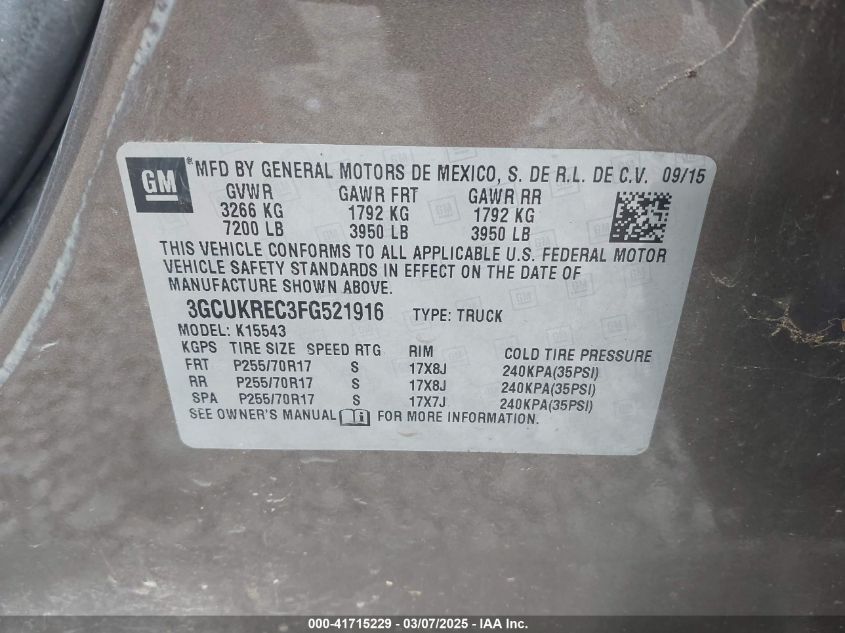 GM ® MFD BY GENERAL MOTORS DE MEXICO, S. DE R.L. DE C.V. 09/15
GVWR GAWR FRT GAWR RR
3266 KG 1792 KG 1792 KG
7200 LB 3950 LB 3950 LB
THIS VEHICLE CONFORMS TO ALL APPLICABLE U.S. FEDERAL MOTOR
VEHICLE SAFETY STANDARDS IN EFFECT ON THE DATE OF
MANUFACTURE SHOWN ABOVE.
3GCUKREC3FG521916 TYPE: TRUCK
MODEL: K15543
KGPS TIRE SIZE SPEED RTG RIM COLD TIRE PRESSURE
FRT P255/70R17 S 17X8J 240KPA(35PSI)
RR P255/70R17 S 17X8J 240KPA(35PSI)
SPA P255/70R17 S 17X7J 240KPA(35PSI)
SEE OWNER'S MANUAL i FOR MORE INFORMATION.
000-41715229 - 03/07/2025 - IAA Inc.